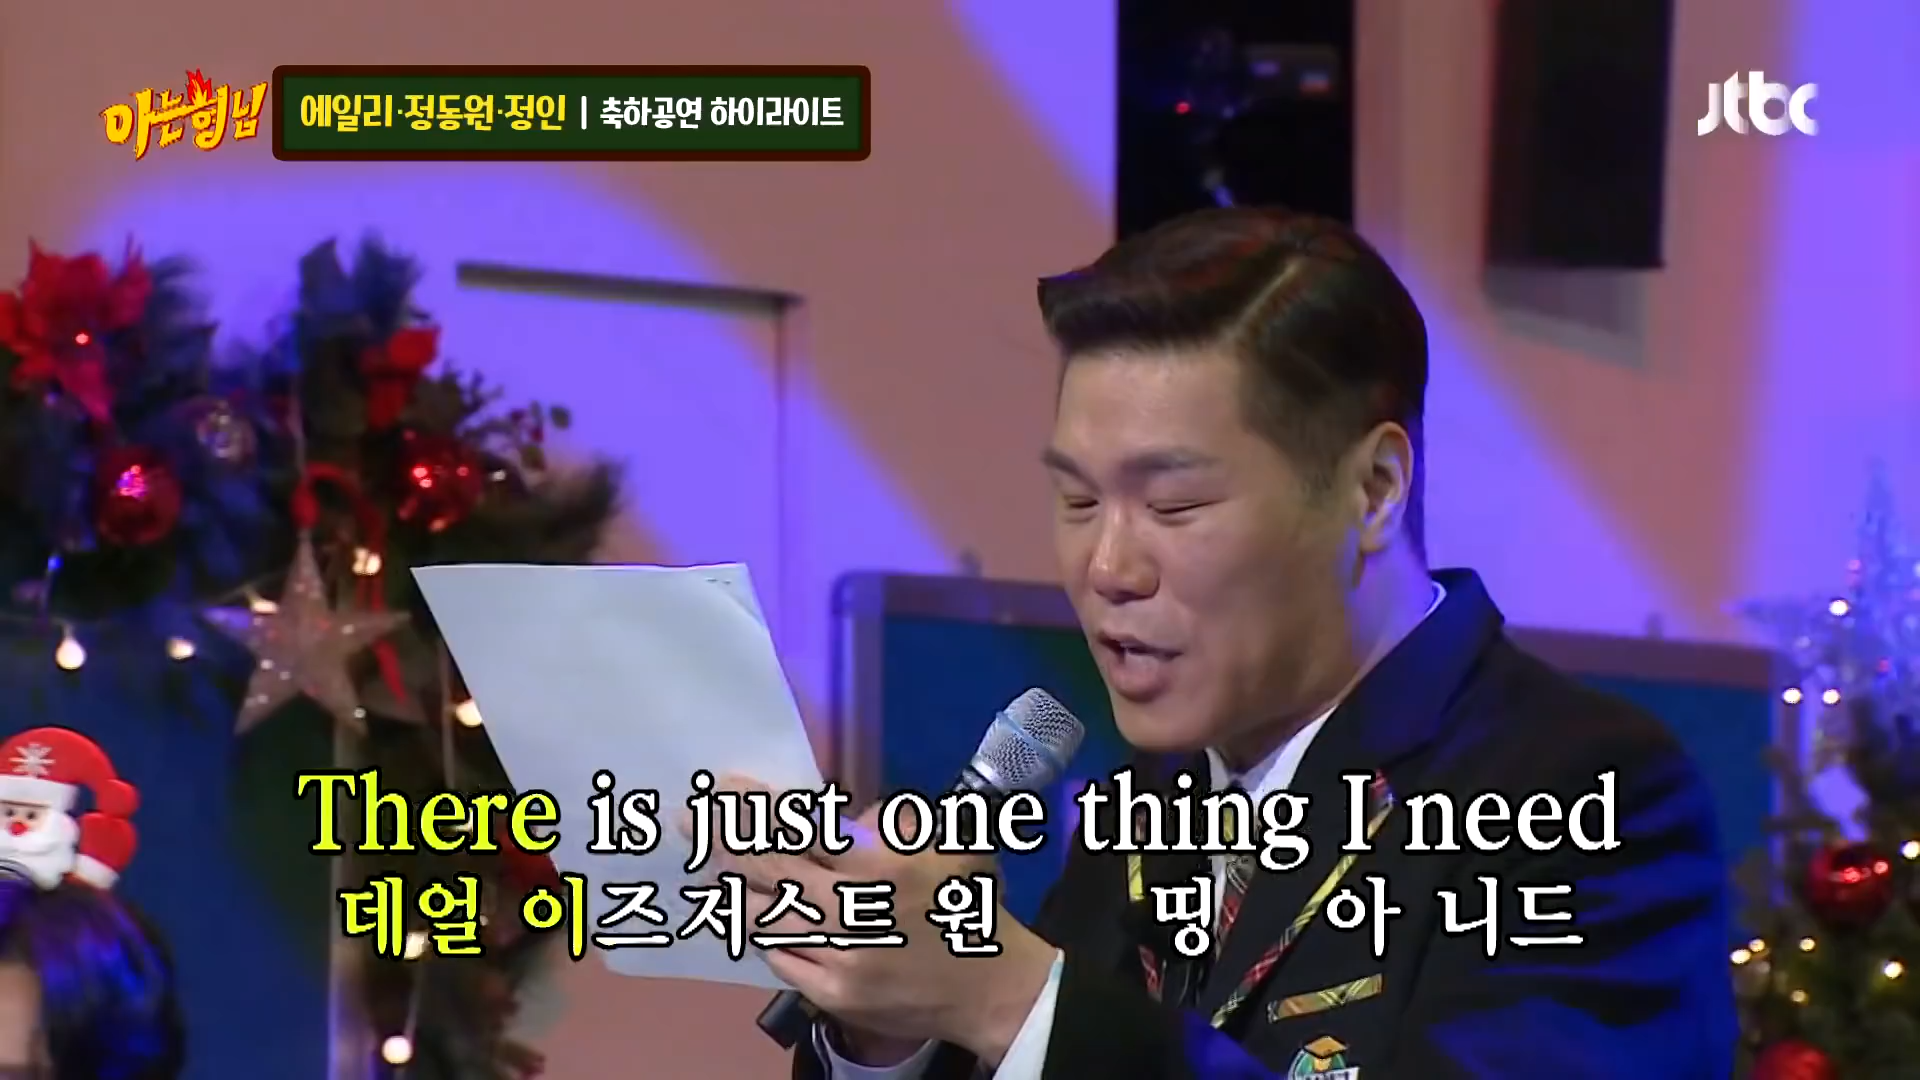 아는형님
에일리·정동원·정인 | 축하공연 하이라이트
jtbc
There is just one thing I need
데얼 이즈저스트 원 띵 아 니드